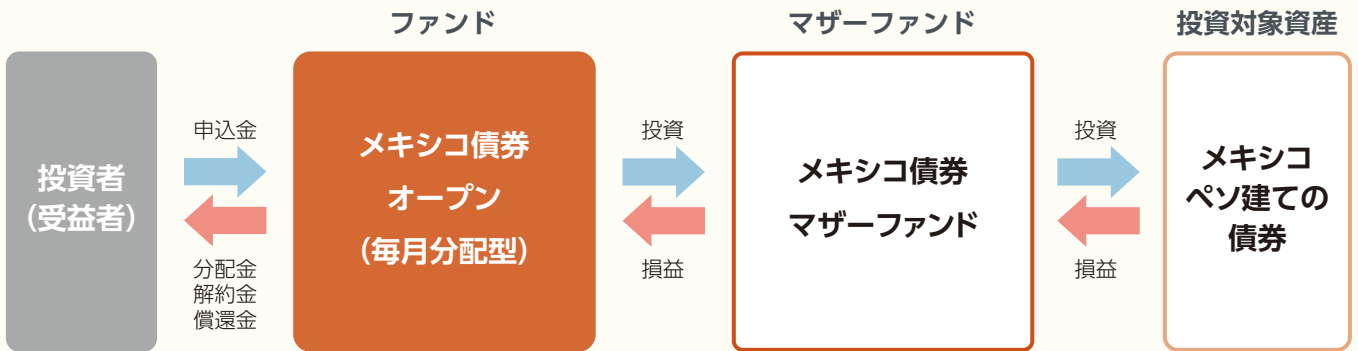 ファンド
マザーファンド
投資対象資産
投資者
(受益者)
申込金
分配金
解約金
償還金
メキシコ債券
オープン
(毎月分配型)
投資
損益
メキシコ債券
マザーファンド
投資
損益
メキシコ
ペソ建ての
債券